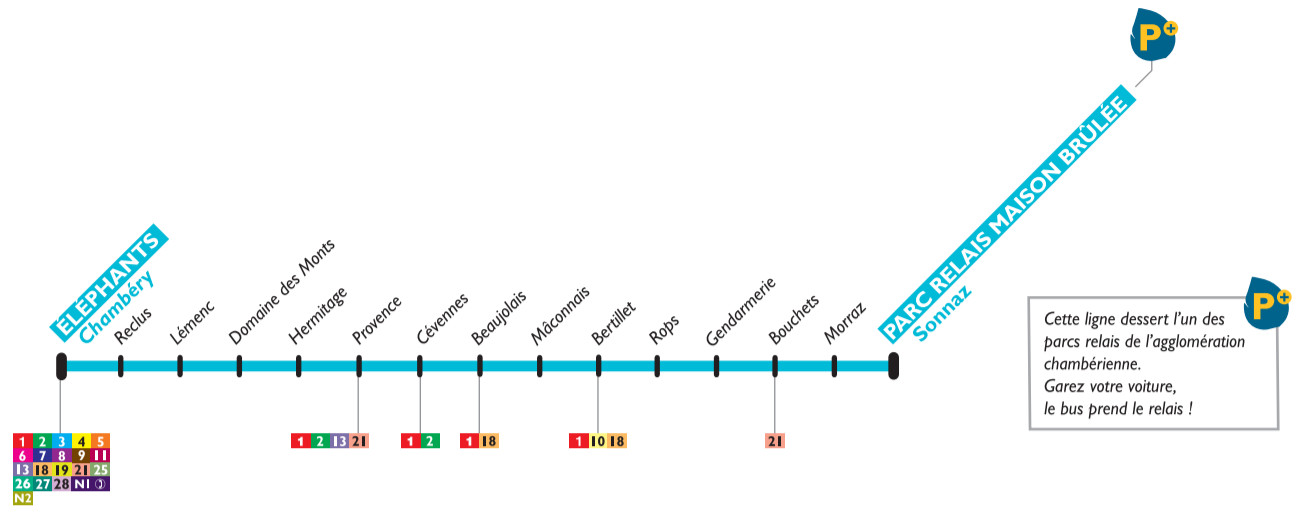 P+
ÉLÉPHANTS
Chambéry
Reclus
Lémenc
Domaine des Monts
Hermitage
Provence
Cévennes
Beaujolais
Mâconnais
Bertillet
Rops
Gendarmerie
Bouchets
Morraz
PARC RELAIS MAISON BRÛLÉE
Sonnaz
1 2 3 4 5
6 7 8 9 11
13 18 19 21 25
26 27 28 N1
N2
1 2 13 21
1 2
1 18
1 10 18
21
P+
Cette ligne dessert l'un des
parcs relais de l'agglomération
chambérienne.
Garez votre voiture,
le bus prend le relais !